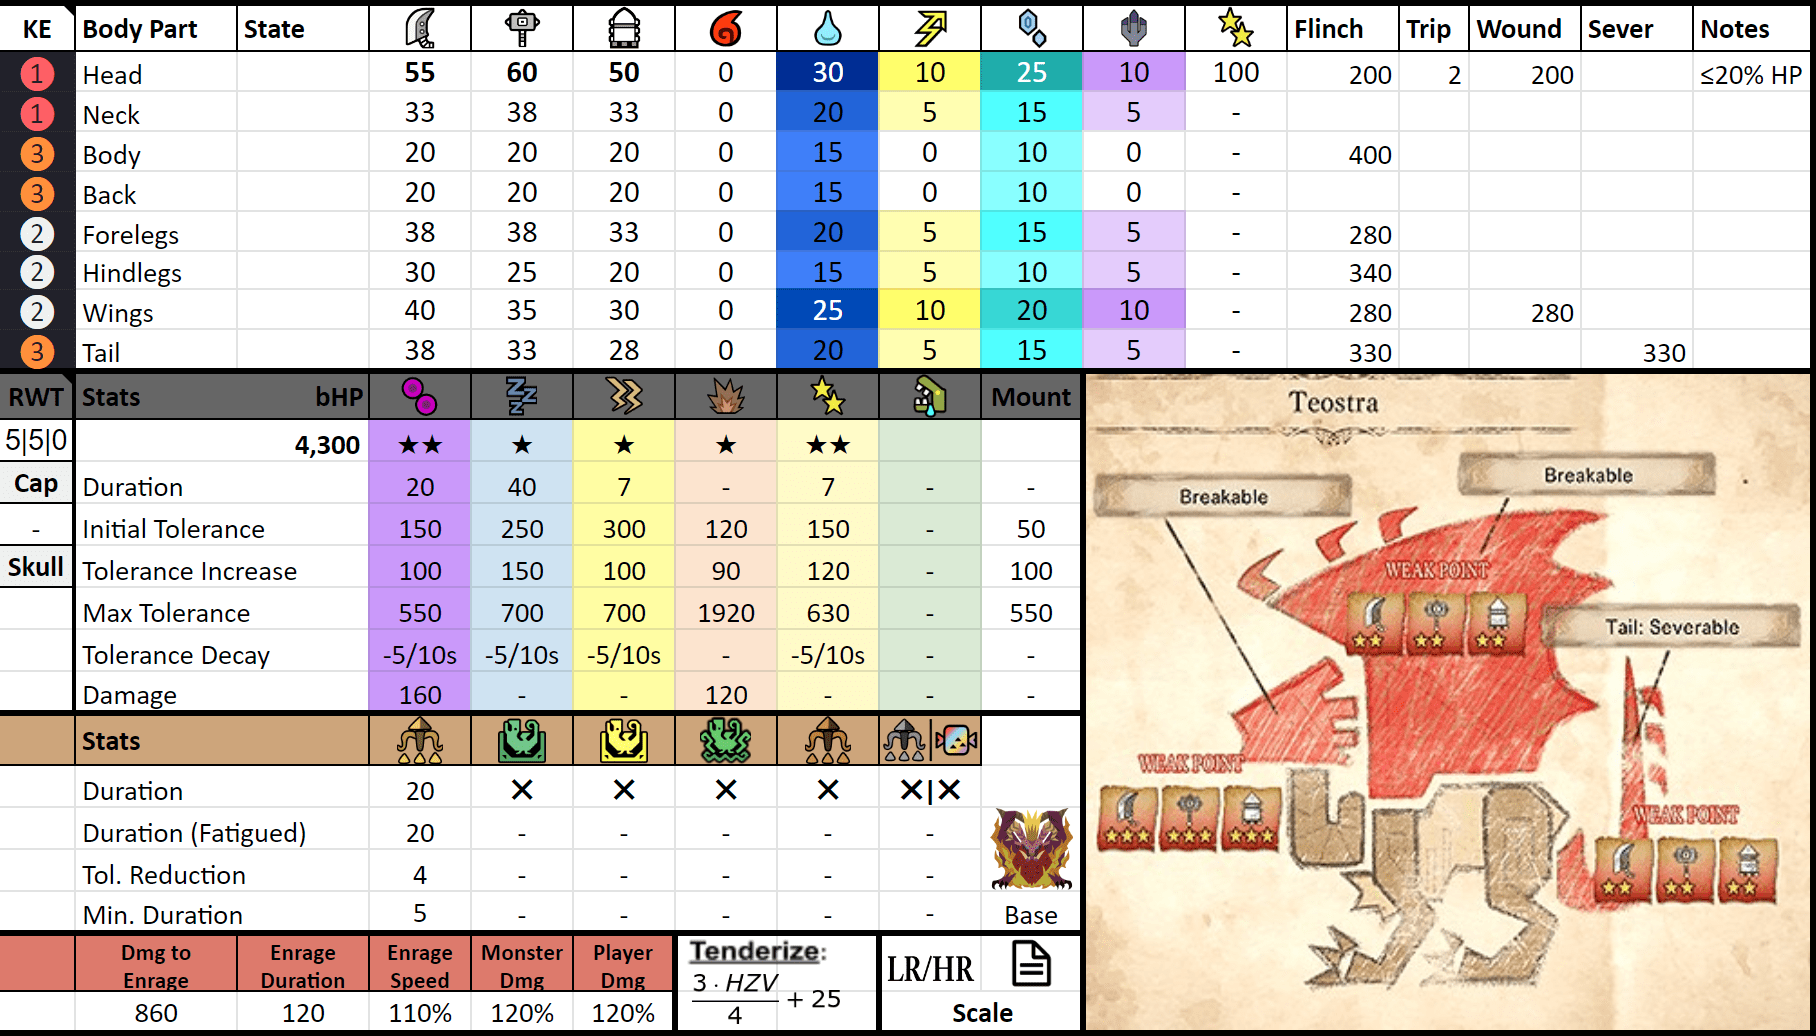 KE Body Part State Flinch Trip Wound Sever Notes
1 Head 55 60 50 0 30 10 25 10 100 200 2 200 ≤20% HP
1 Neck 33 38 33 0 20 5 15 5 -
3 Body 20 20 20 0 15 0 10 0 - 400
3 Back 20 20 20 0 15 0 10 0 -
2 Forelegs 38 38 33 0 20 5 15 5 - 280
2 Hindlegs 30 25 20 0 15 5 10 5 - 340
2 Wings 40 35 30 0 25 10 20 10 - 280 280
3 Tail 38 33 28 0 20 5 15 5 - 330 330
RWT Stats bHP Mount
5|5|0 4,300 ★★ ★ ★ ★ ★★
Cap Duration 20 40 7 - 7 - -
- Initial Tolerance 150 250 300 120 150 - 50
Skull Tolerance Increase 100 150 100 90 120 - 100
Max Tolerance 550 700 700 1920 630 - 550
Tolerance Decay -5/10s -5/10s -5/10s - -5/10s - -
Damage 160 - - 120 - - -
Stats
Duration 20 ✕ ✕ ✕ ✕ ✕|✕
Duration (Fatigued) 20 - - - - -
Tol. Reduction 4 - - - - -
Min. Duration 5 - - - - - Base
Dmg to Enrage
Enrage Duration
Enrage Speed
Monster Dmg
Player Dmg
860 120 110% 120% 120%
Tenderize:
3 · HZV / 4 + 25
LR/HR
Scale
Teostra
Breakable
Breakable
WEAK POINT
★★ ★★ ★★
Tail: Severable
WEAK POINT
★★★ ★★★ ★★★
WEAK POINT
★★ ★★ ★★